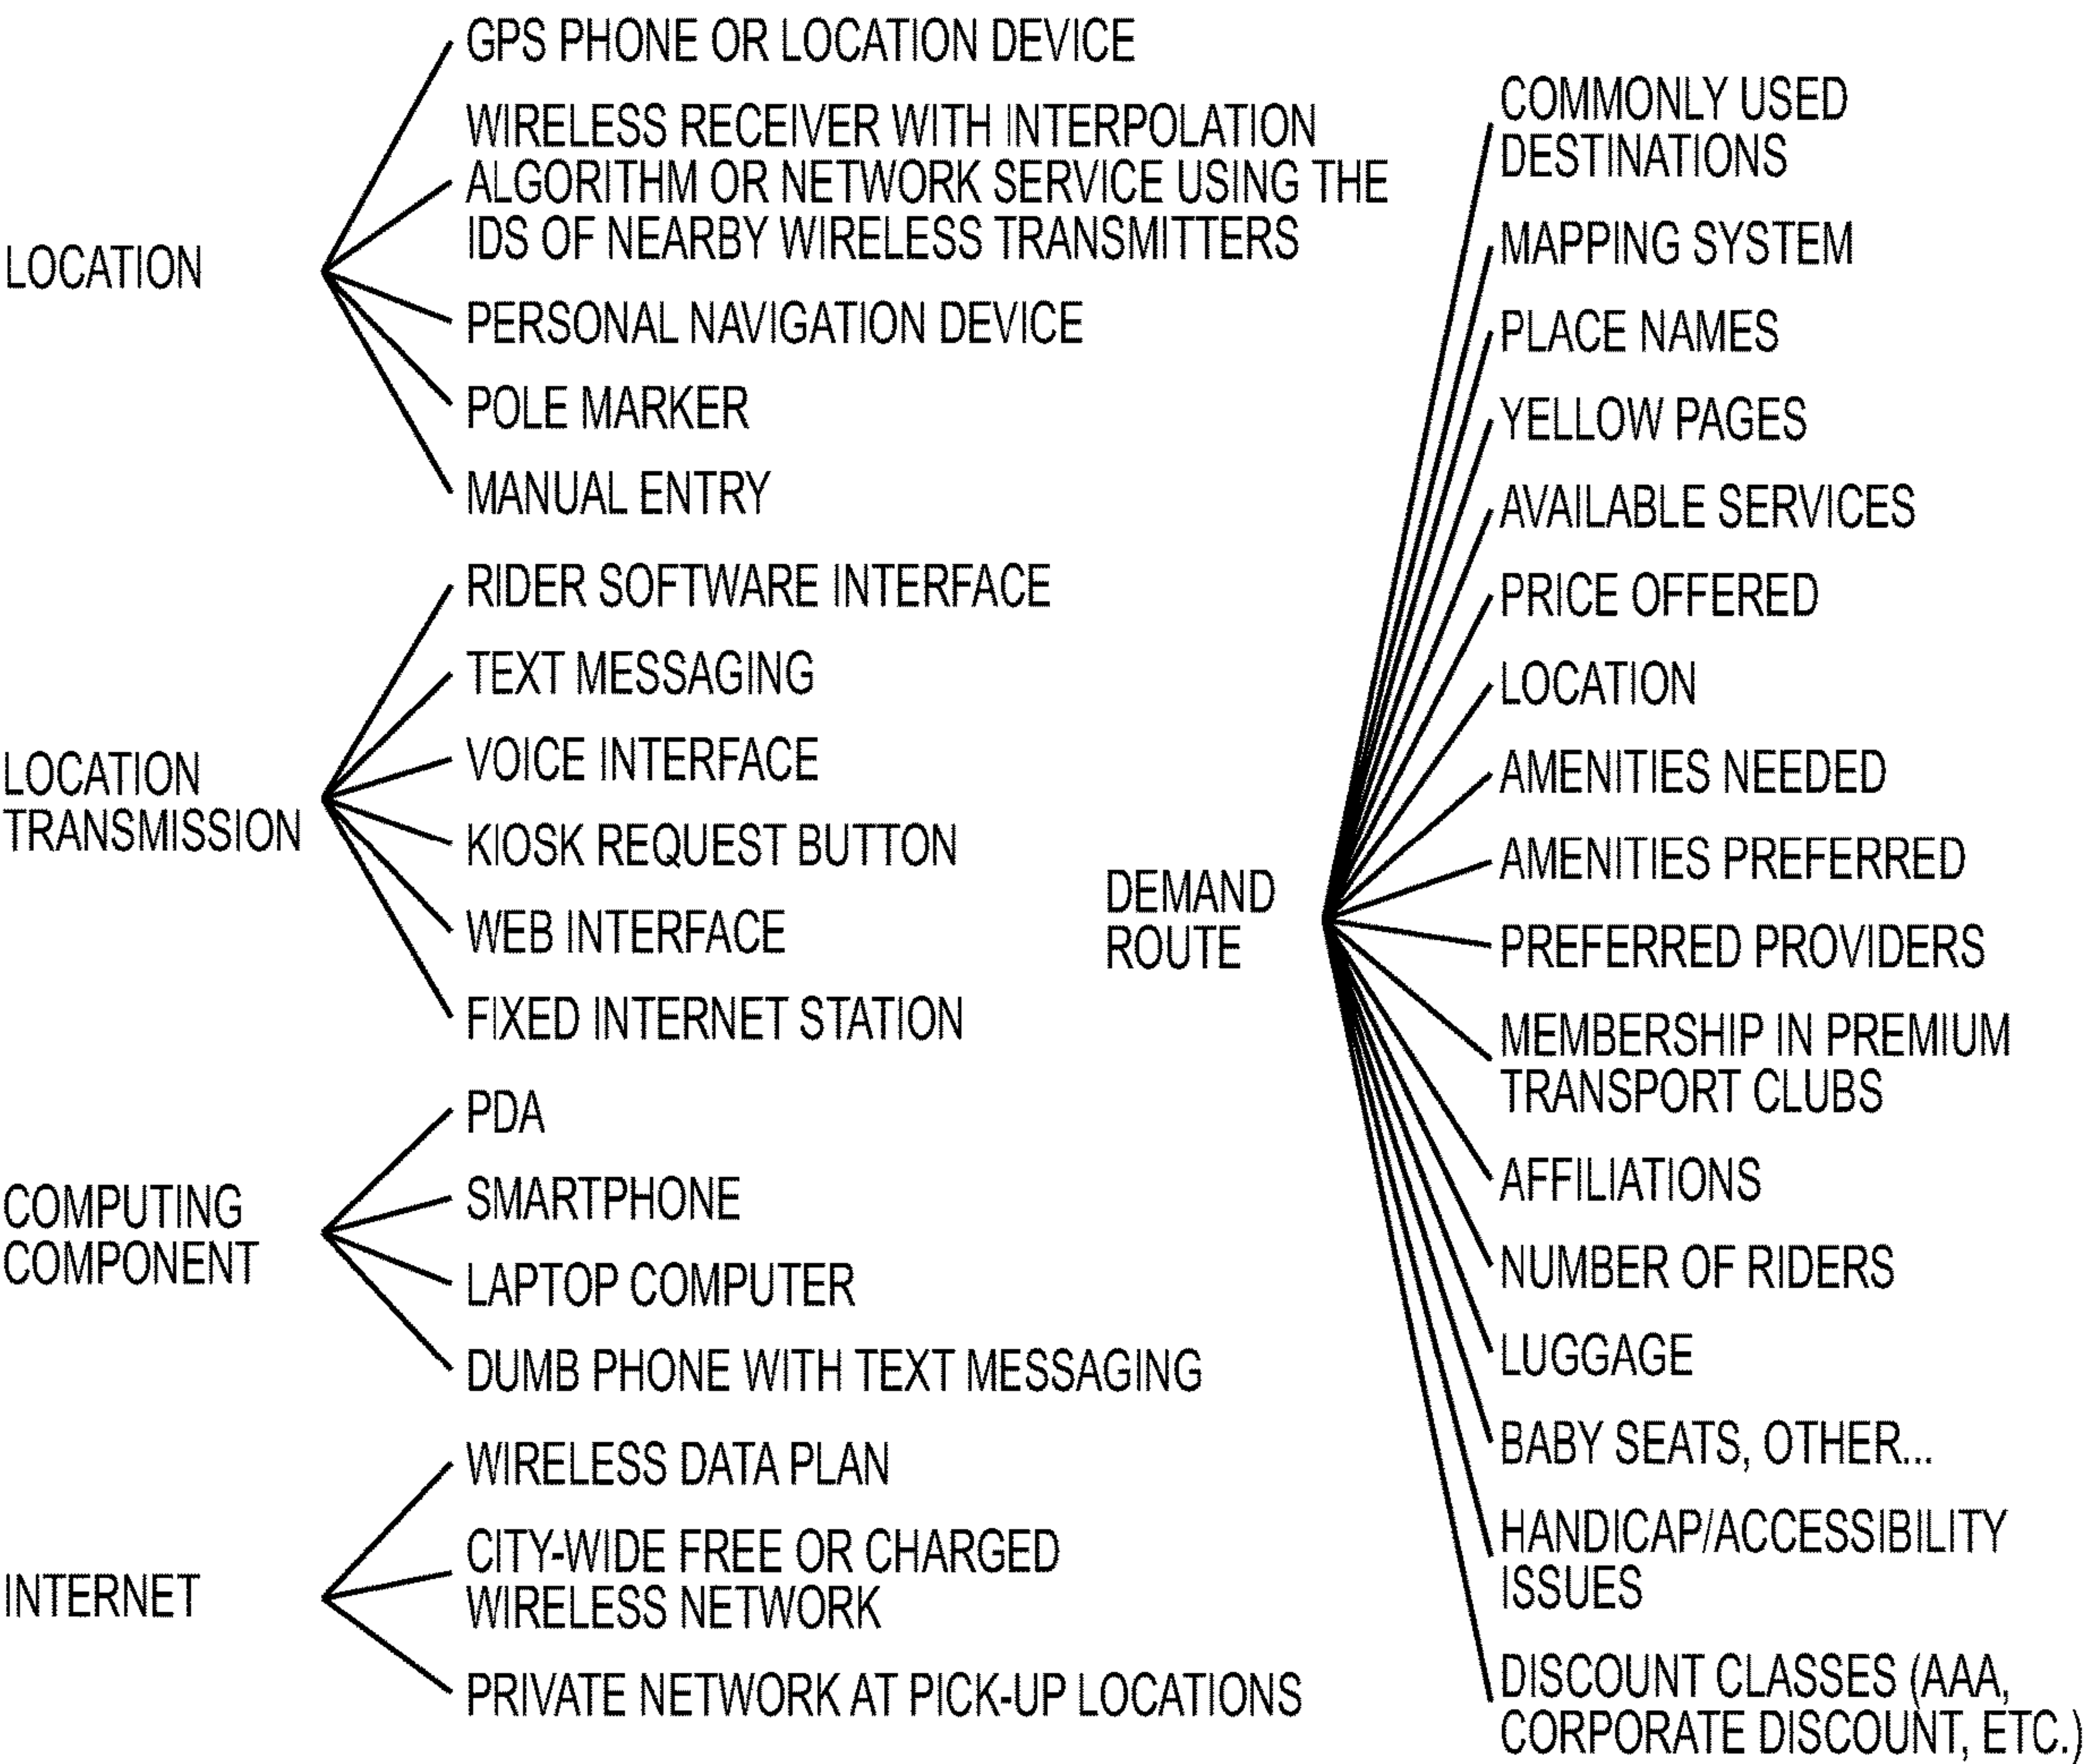 LOCATION
GPS PHONE OR LOCATION DEVICE
WIRELESS RECEIVER WITH INTERPOLATION
ALGORITHM OR NETWORK SERVICE USING THE
IDS OF NEARBY WIRELESS TRANSMITTERS
PERSONAL NAVIGATION DEVICE
POLE MARKER
MANUAL ENTRY
LOCATION
TRANSMISSION
RIDER SOFTWARE INTERFACE
TEXT MESSAGING
VOICE INTERFACE
KIOSK REQUEST BUTTON
WEB INTERFACE
FIXED INTERNET STATION
COMPUTING
COMPONENT
PDA
SMARTPHONE
LAPTOP COMPUTER
DUMB PHONE WITH TEXT MESSAGING
INTERNET
WIRELESS DATA PLAN
CITY-WIDE FREE OR CHARGED
WIRELESS NETWORK
PRIVATE NETWORK AT PICK-UP LOCATIONS
DEMAND
ROUTE
COMMONLY USED
DESTINATIONS
MAPPING SYSTEM
PLACE NAMES
YELLOW PAGES
AVAILABLE SERVICES
PRICE OFFERED
LOCATION
AMENITIES NEEDED
AMENITIES PREFERRED
PREFERRED PROVIDERS
MEMBERSHIP IN PREMIUM
TRANSPORT CLUBS
AFFILIATIONS
NUMBER OF RIDERS
LUGGAGE
BABY SEATS, OTHER...
HANDICAP/ACCESSIBILITY
ISSUES
DISCOUNT CLASSES (AAA,
CORPORATE DISCOUNT, ETC.)